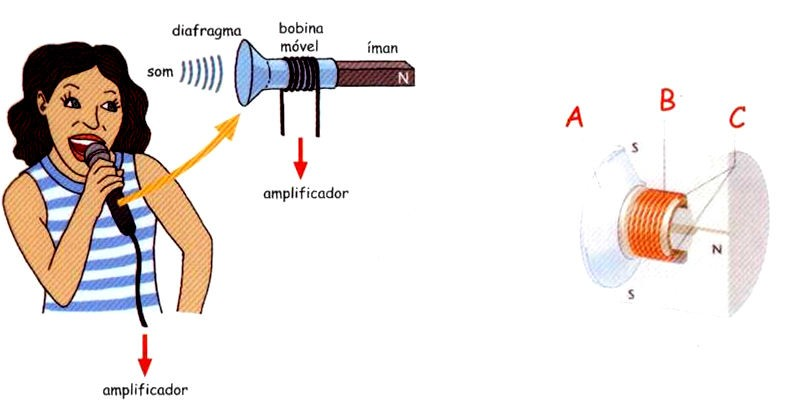 diafragma
bobina
móvel
íman
som
N
amplificador
amplificador
A
B
C
S
N
S